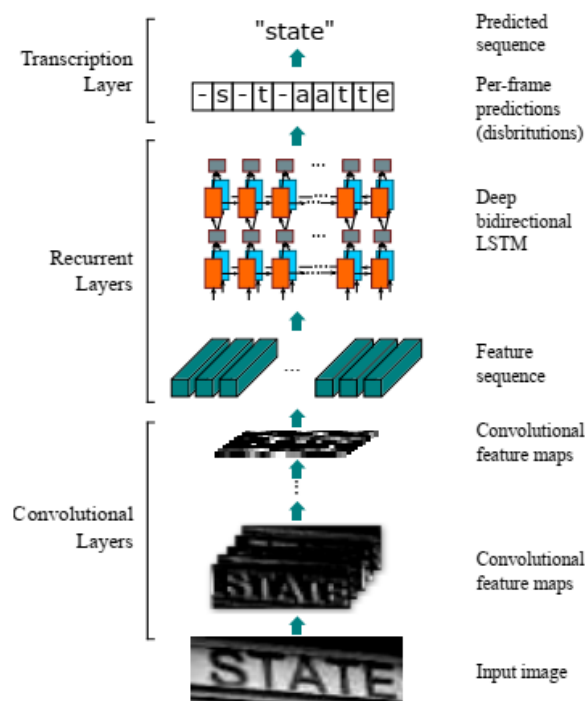 "state"
Predicted
sequence
Transcription
Layer
-s-t-aatte
Per-frame
predictions
(disbritutions)
...
Deep
bidirectional
LSTM
...
Recurrent
Layers
...
Feature
sequence
Convolutional
feature maps
Convolutional
Layers
STATE
Convolutional
feature maps
STATE
Input image